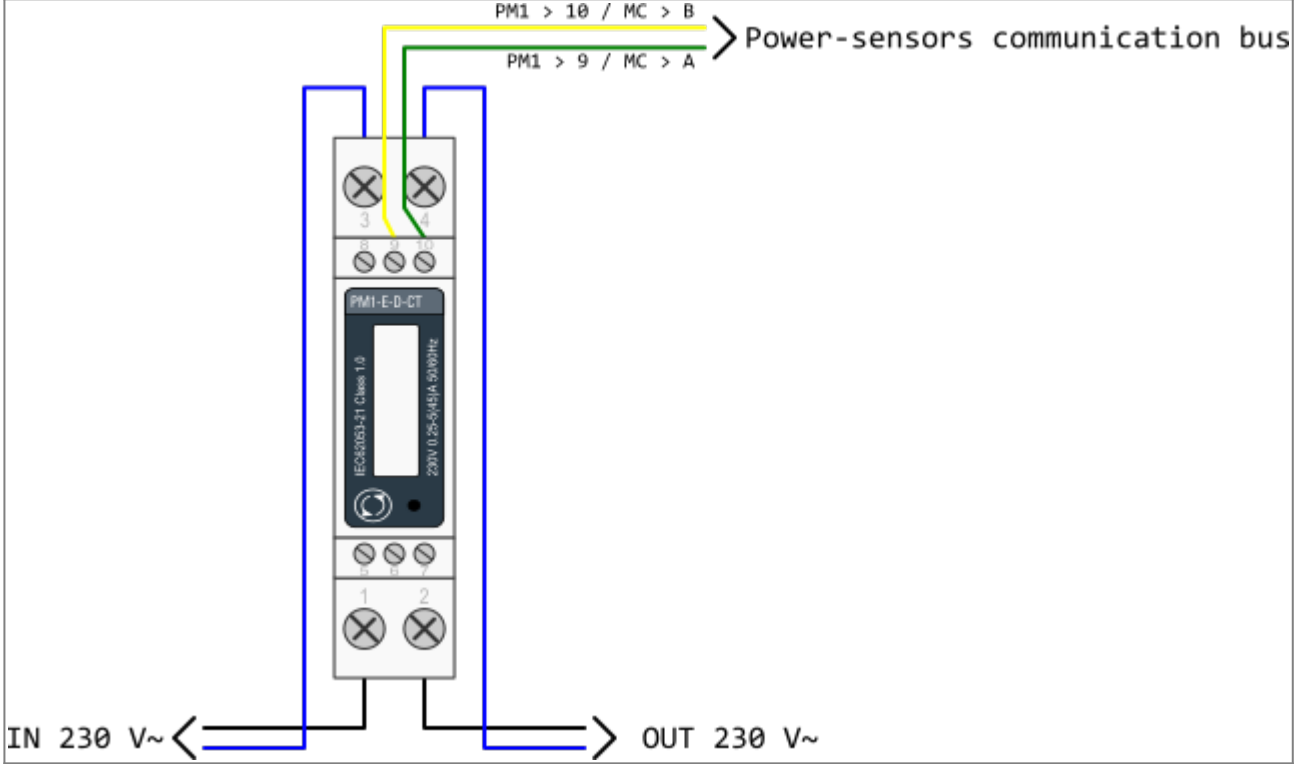 PM1 > 10 / MC > B
Power-sensors communication bus
PM1 > 9 / MC > A
3 4
8 9 10
PM1-E-D-CT
IEC62053-21 Class 1.0
230V 0.25-5(45)A 50/60Hz
5 6 7
1 2
IN 230 V~
OUT 230 V~